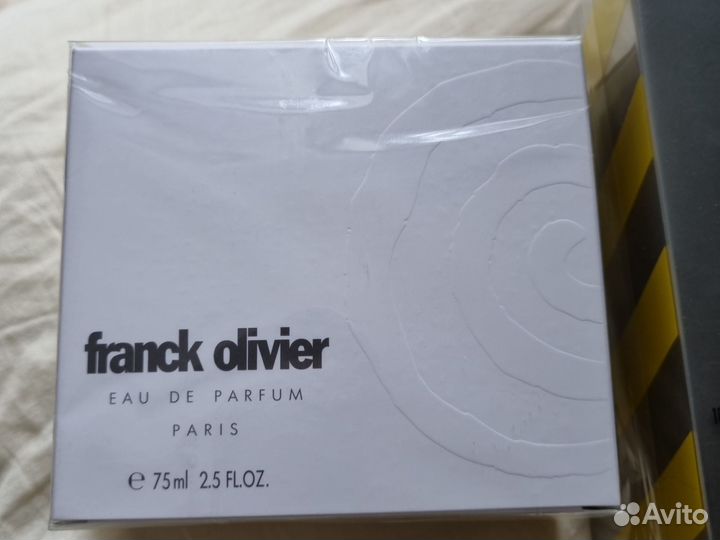 franck olivier
EAU DE PARFUM
PARIS
e 75ml 2.5 FL.OZ.
Avito